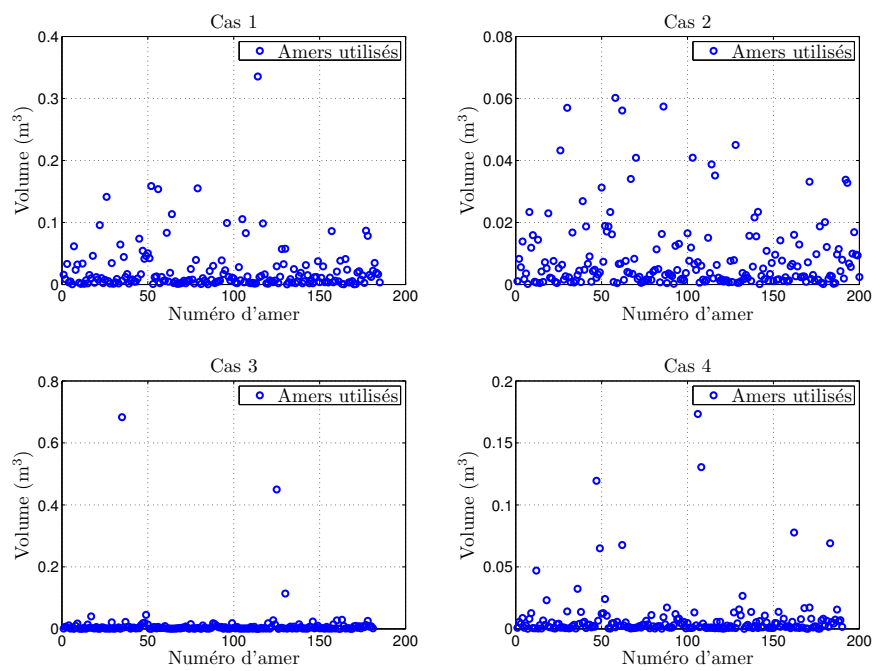 Cas 1
0.4
0.3
0.2
0.1
0
Volume (m³)
Amers utilisés
0 50 100 150 200
Numéro d'amer
Cas 2
0.08
0.06
0.04
0.02
0
Volume (m³)
Amers utilisés
0 50 100 150 200
Numéro d'amer
Cas 3
0.8
0.6
0.4
0.2
0
Volume (m³)
Amers utilisés
0 50 100 150 200
Numéro d'amer
Cas 4
0.2
0.15
0.1
0.05
0
Volume (m³)
Amers utilisés
0 50 100 150 200
Numéro d'amer